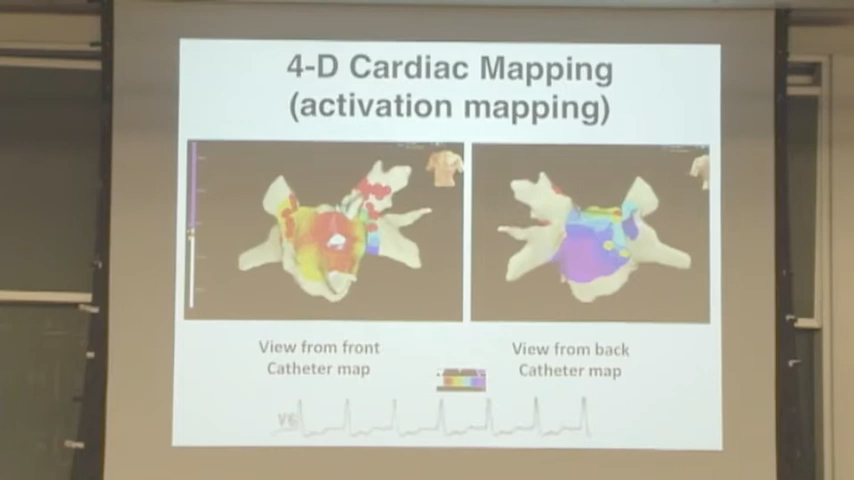 4-D Cardiac Mapping
(activation mapping)
View from front
Catheter map
View from back
Catheter map
V6